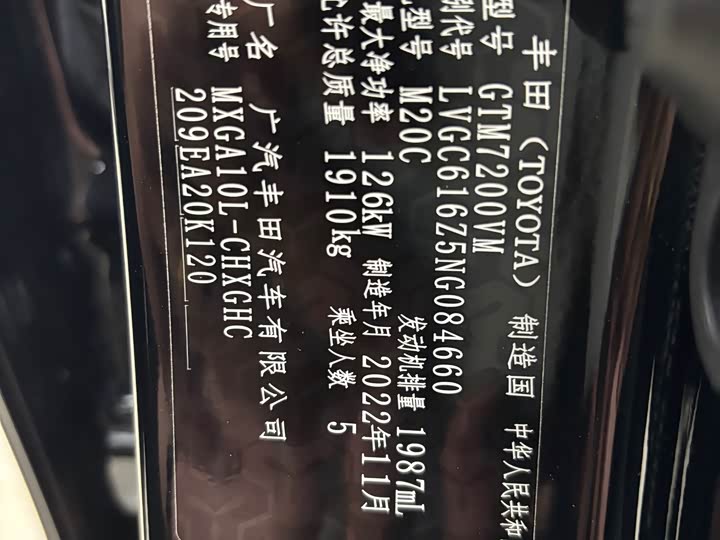 丰田（TOYOTA） 制造国 中华人民共和
型号 GTM7200VM
别代号 LVGC616Z5NG084660
型号 M20C 发动机排量 1987mL
最大净功率 126kW 制造年月 2022年11月
允许总质量 1910kg 乘坐人数 5
厂名 广汽丰田汽车有限公司
专用号 MXGA10L-CHXGHC
209EA20K120